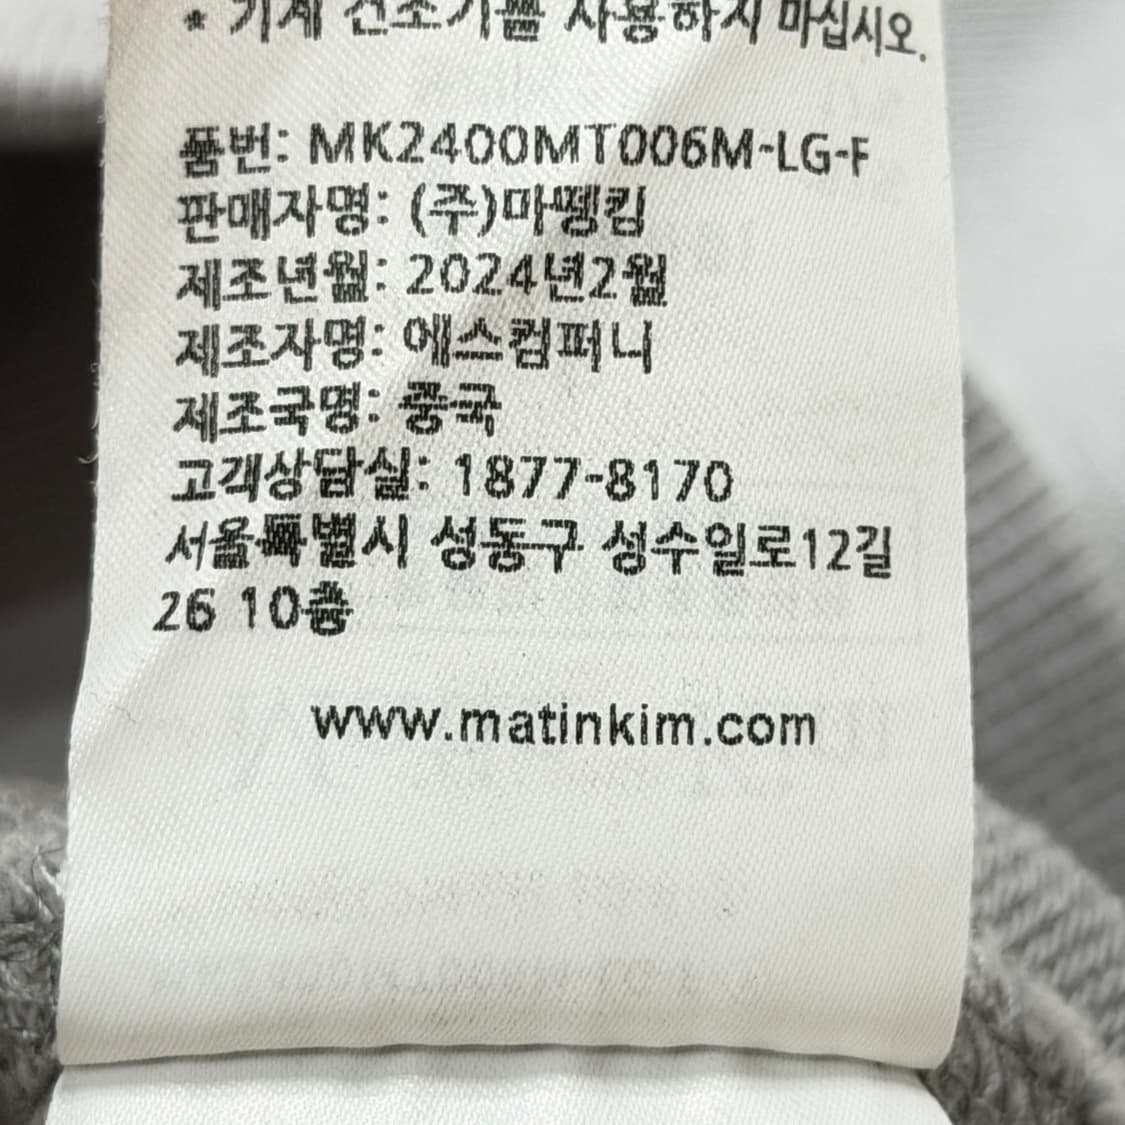 * 기계 건조기를 사용하지 마십시오.
품번: MK2400MT006M-LG-F
판매자명: (주)마뗑킴
제조년월: 2024년2월
제조자명: 에스컴퍼니
제조국명: 중국
고객상담실: 1877-8170
서울특별시 성동구 성수일로12길
26 10층
www.matinkim.com